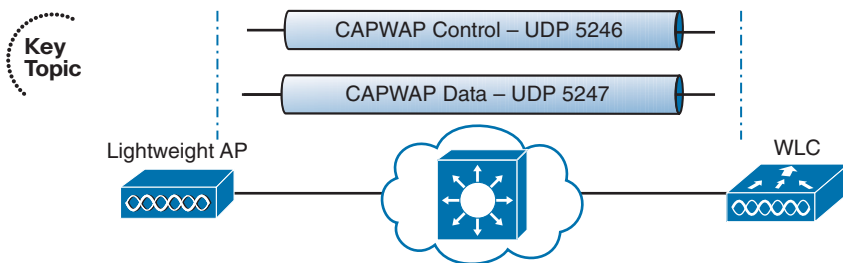 Key
Topic
CAPWAP Control – UDP 5246
CAPWAP Data – UDP 5247
Lightweight AP
WLC